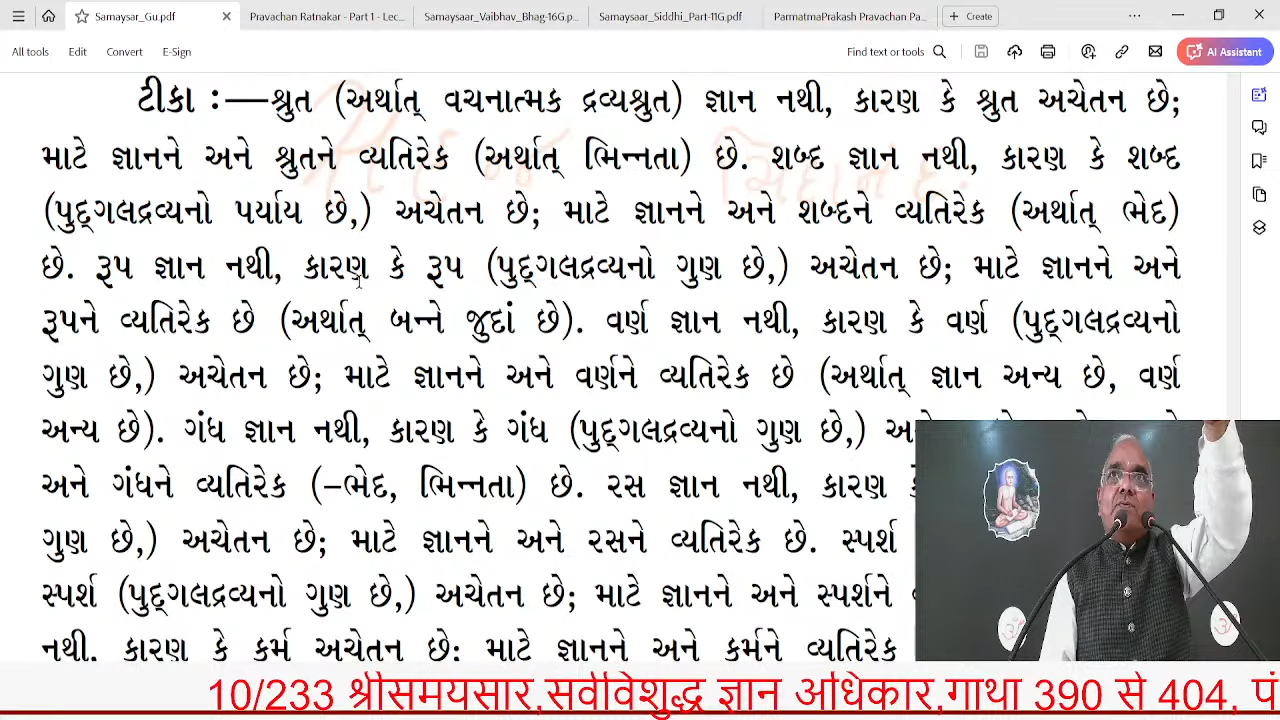 Samaysar_Gu.pdf
Pravachan Ratnakar - Part 1 - Lec...
Samaysaar_Vaibhav_Bhag-16G.p...
Samaysaar_Siddhi_Part-11G.pdf
ParmatmaPrakash Pravachan Pa...
Create
All tools Edit Convert E-Sign
Find text or tools
AI Assistant
ટીકા :—શ્રુત (અર્થાત્ વચનાત્મક દ્રવ્યશ્રુત) જ્ઞાન નથી, કારણ કે શ્રુત અચેતન છે;
માટે જ્ઞાનને અને શ્રુતને વ્યતિરેક (અર્થાત્ ભિન્નતા) છે. શબ્દ જ્ઞાન નથી, કારણ કે શબ્દ
(પુદ્ગલદ્રવ્યનો પર્યાય છે,) અચેતન છે; માટે જ્ઞાનને અને શબ્દને વ્યતિરેક (અર્થાત્ ભેદ)
છે. રૂપ જ્ઞાન નથી, કારણ કે રૂપ (પુદ્ગલદ્રવ્યનો ગુણ છે,) અચેતન છે; માટે જ્ઞાનને અને
રૂપને વ્યતિરેક છે (અર્થાત્ બન્ને જુદાં છે). વર્ણ જ્ઞાન નથી, કારણ કે વર્ણ (પુદ્ગલદ્રવ્યનો
ગુણ છે,) અચેતન છે; માટે જ્ઞાનને અને વર્ણને વ્યતિરેક છે (અર્થાત્ જ્ઞાન અન્ય છે, વર્ણ
અન્ય છે). ગંધ જ્ઞાન નથી, કારણ કે ગંધ (પુદ્ગલદ્રવ્યનો ગુણ છે,)
અને ગંધને વ્યતિરેક (–ભેદ, ભિન્નતા) છે. રસ જ્ઞાન નથી, કારણ
ગુણ છે,) અચેતન છે; માટે જ્ઞાનને અને રસને વ્યતિરેક છે. સ્પર્શ
સ્પર્શ (પુદ્ગલદ્રવ્યનો ગુણ છે,) અચેતન છે; માટે જ્ઞાનને અને સ્પર્શને
નથી, કારણ કે કર્મ અચેતન છે; માટે જ્ઞાનને અને કર્મને વ્યતિરેક
10/233 श्रीसमयसार,सर्वविशुद्ध ज्ञान अधिकार,गाथा 390 से 404, पं